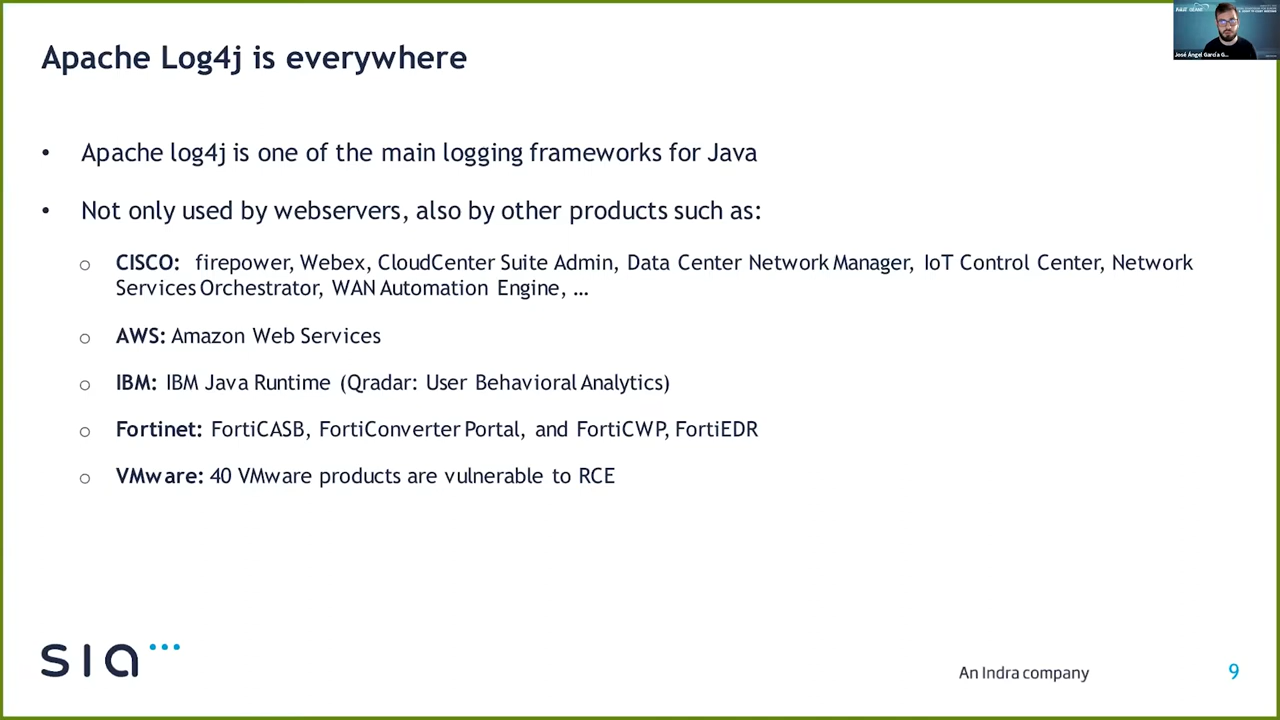 Apache Log4j is everywhere
José Ángel García G...
• Apache log4j is one of the main logging frameworks for Java
• Not only used by webservers, also by other products such as:
o CISCO: firepower, Webex, CloudCenter Suite Admin, Data Center Network Manager, IoT Control Center, Network
Services Orchestrator, WAN Automation Engine, …
o AWS: Amazon Web Services
o IBM: IBM Java Runtime (Qradar: User Behavioral Analytics)
o Fortinet: FortiCASB, FortiConverter Portal, and FortiCWP, FortiEDR
o VMware: 40 VMware products are vulnerable to RCE
sia
An Indra company
9